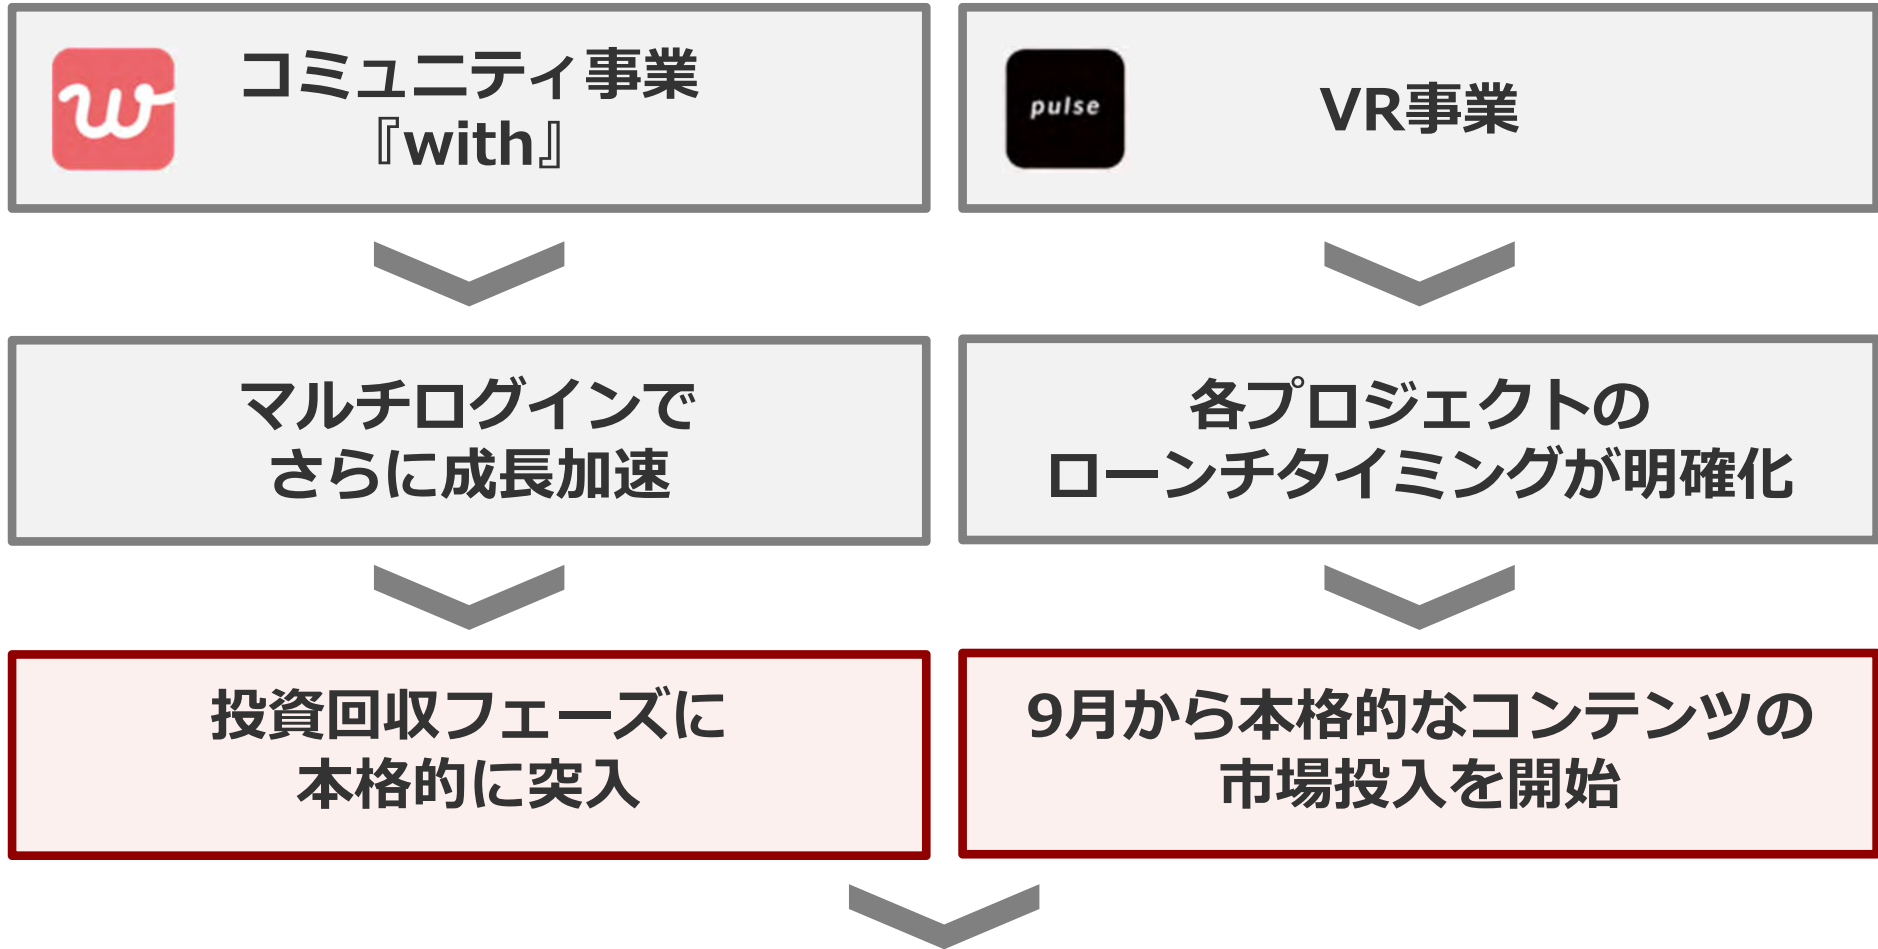 w
コミュニティ事業
『with』
pulse
VR事業
マルチログインで
さらに成長加速
各プロジェクトの
ローンチタイミングが明確化
投資回収フェーズに
本格的に突入
9月から本格的なコンテンツの
市場投入を開始